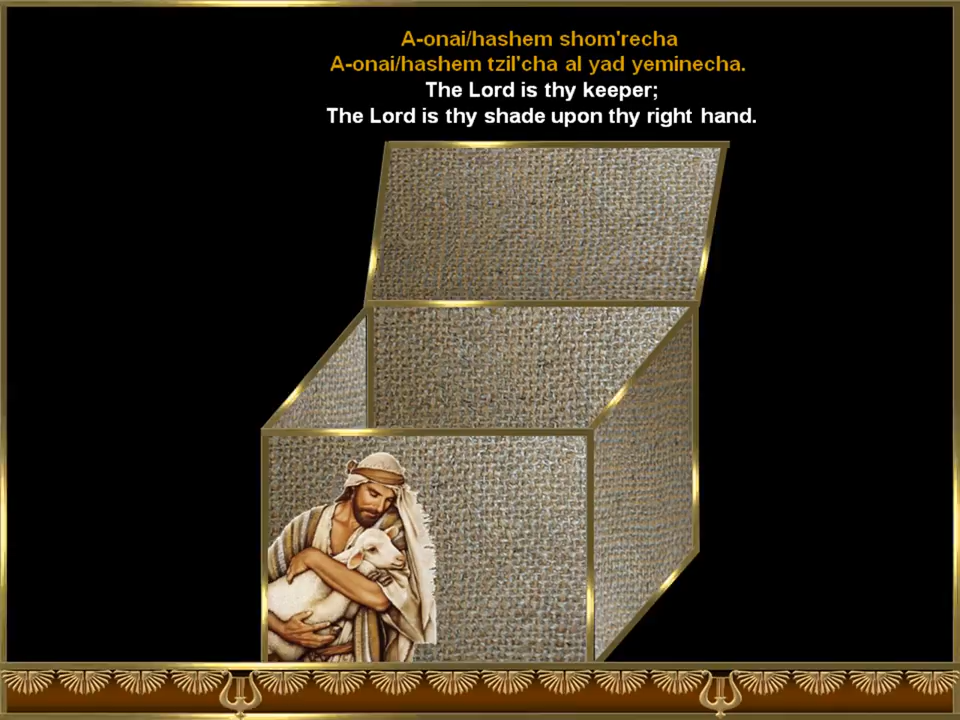 A-onai/hashem shom'recha
A-onai/hashem tzil'cha al yad yeminecha.
The Lord is thy keeper;
The Lord is thy shade upon thy right hand.